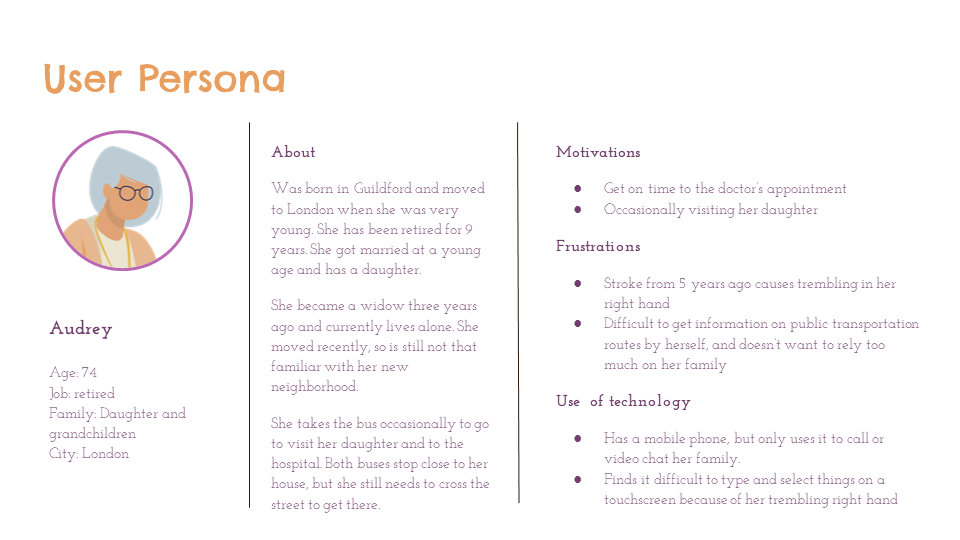 User Persona
Audrey
Age: 74
Job: retired
Family: Daughter and
grandchildren
City: London
About
Was born in Guildford and moved
to London when she was very
young. She has been retired for 9
years. She got married at a young
age and has a daughter.
She became a widow three years
ago and currently lives alone. She
moved recently, so is still not that
familiar with her new
neighborhood.
She takes the bus occasionally to go
to visit her daughter and to the
hospital. Both buses stop close to her
house, but she still needs to cross the
street to get there.
Motivations
● Get on time to the doctor's appointment
● Occasionally visiting her daughter
Frustrations
● Stroke from 5 years ago causes trembling in her
right hand
● Difficult to get information on public transportation
routes by herself, and doesn't want to rely too
much on her family
Use of technology
● Has a mobile phone, but only uses it to call or
video chat her family.
● Finds it difficult to type and select things on a
touchscreen because of her trembling right hand